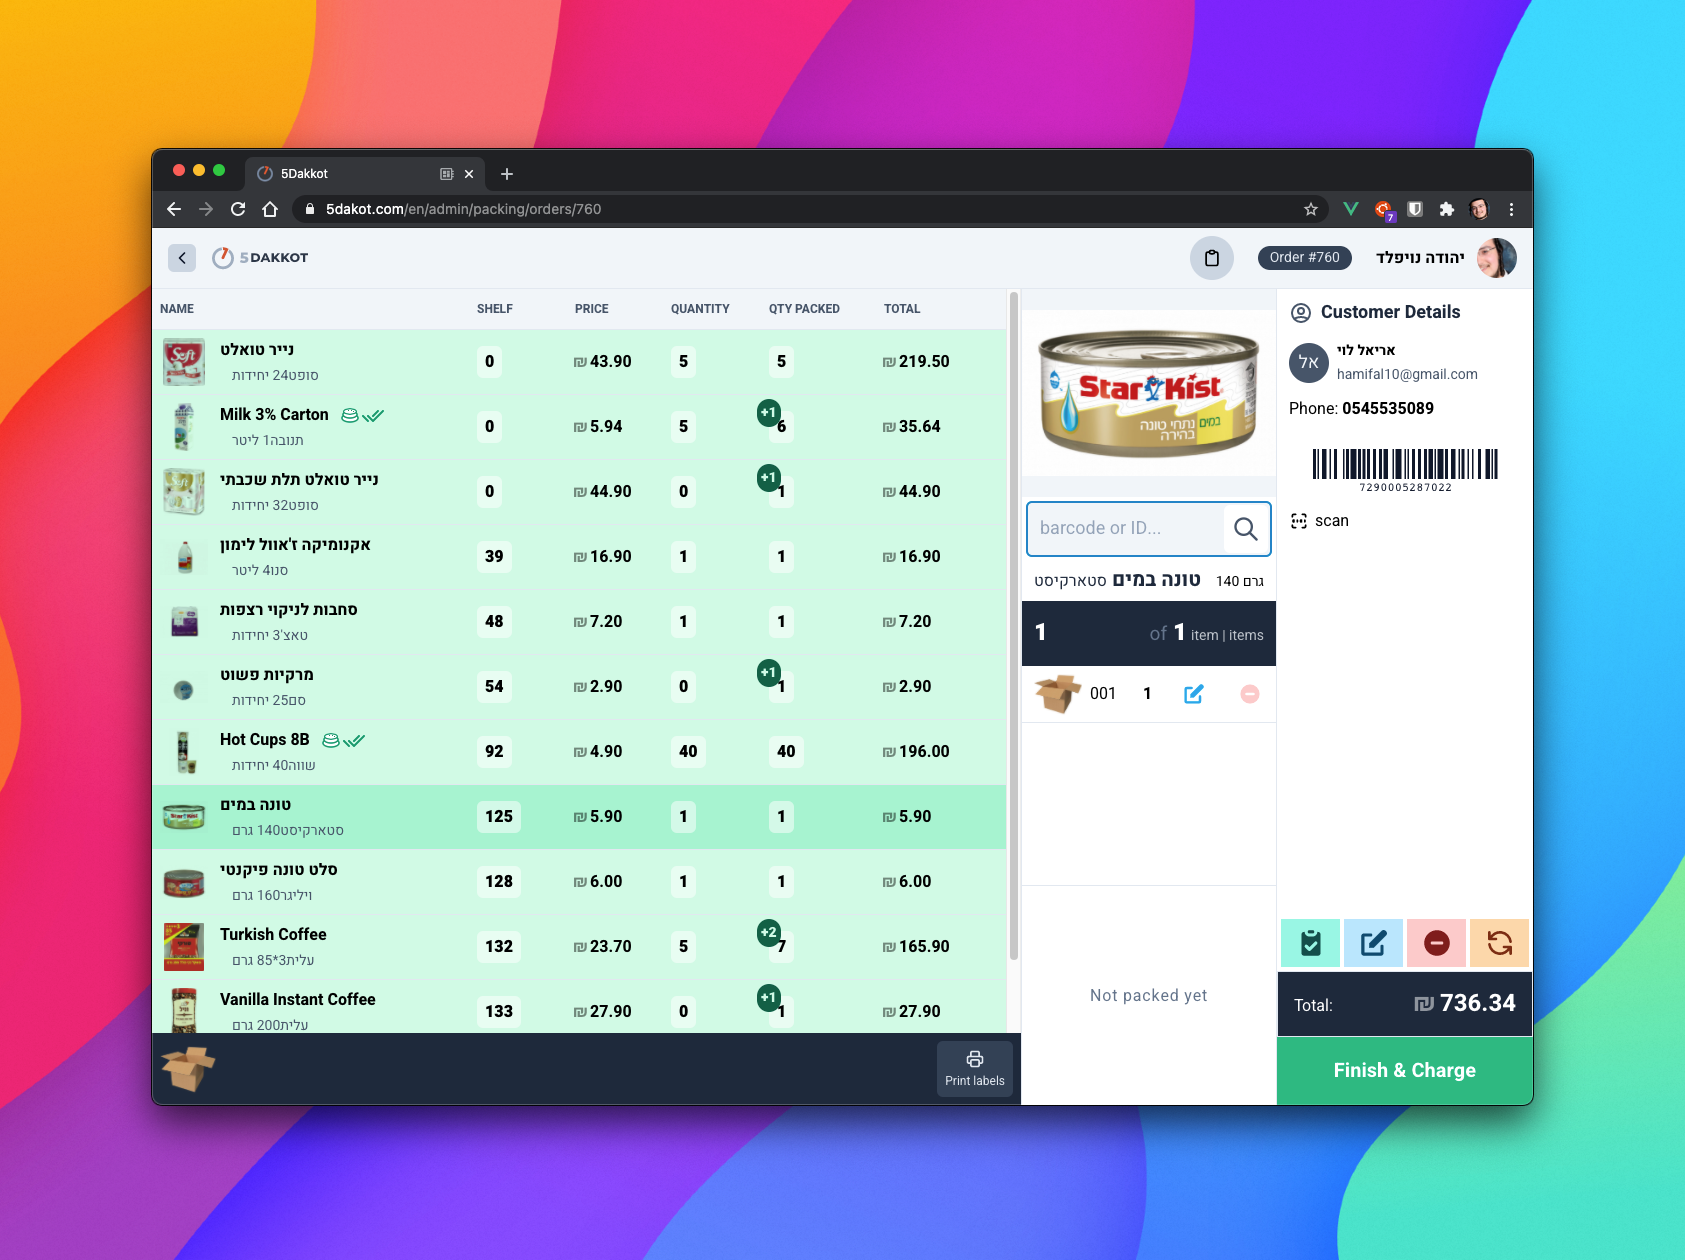 5Dakkot
5dakot.com/en/admin/packing/orders/760
7
5DAKKOT
Order #760
יהודה נויפלד
NAME SHELF PRICE QUANTITY QTY PACKED TOTAL
נייר טואלט
סופט24 יחידות
0 ₪ 43.90 5 5 ₪ 219.50
Milk 3% Carton
תנובה1 ליטר
0 ₪ 5.94 5 +1 6 ₪ 35.64
נייר טואלט תלת שכבתי
סופט32 יחידות
0 ₪ 44.90 0 +1 1 ₪ 44.90
אקנומיקה ז'אוול לימון
סנו4 ליטר
39 ₪ 16.90 1 1 ₪ 16.90
סחבות לניקוי רצפות
טאצ'3 יחידות
48 ₪ 7.20 1 1 ₪ 7.20
מרקיות פשוט
סם25 יחידות
54 ₪ 2.90 0 +1 1 ₪ 2.90
Hot Cups 8B
שווה40 יחידות
92 ₪ 4.90 40 40 ₪ 196.00
טונה במים
סטארקיסט140 גרם
125 ₪ 5.90 1 1 ₪ 5.90
סלט טונה פיקנטי
ויליגר160 גרם
128 ₪ 6.00 1 1 ₪ 6.00
Turkish Coffee
עלית3*85 גרם
132 ₪ 23.70 5 +2 7 ₪ 165.90
Vanilla Instant Coffee
עלית200 גרם
133 ₪ 27.90 0 +1 1 ₪ 27.90
Print labels
StarKist
נתחי טונה
בהירה
במים
barcode or ID...
סטארקיסט טונה במים 140 גרם
1 of 1 item | items
001 1
Not packed yet
Customer Details
אל
אריאל לוי
hamifal10@gmail.com
Phone: 0545535089
7290005287022
scan
Total: ₪ 736.34
Finish & Charge